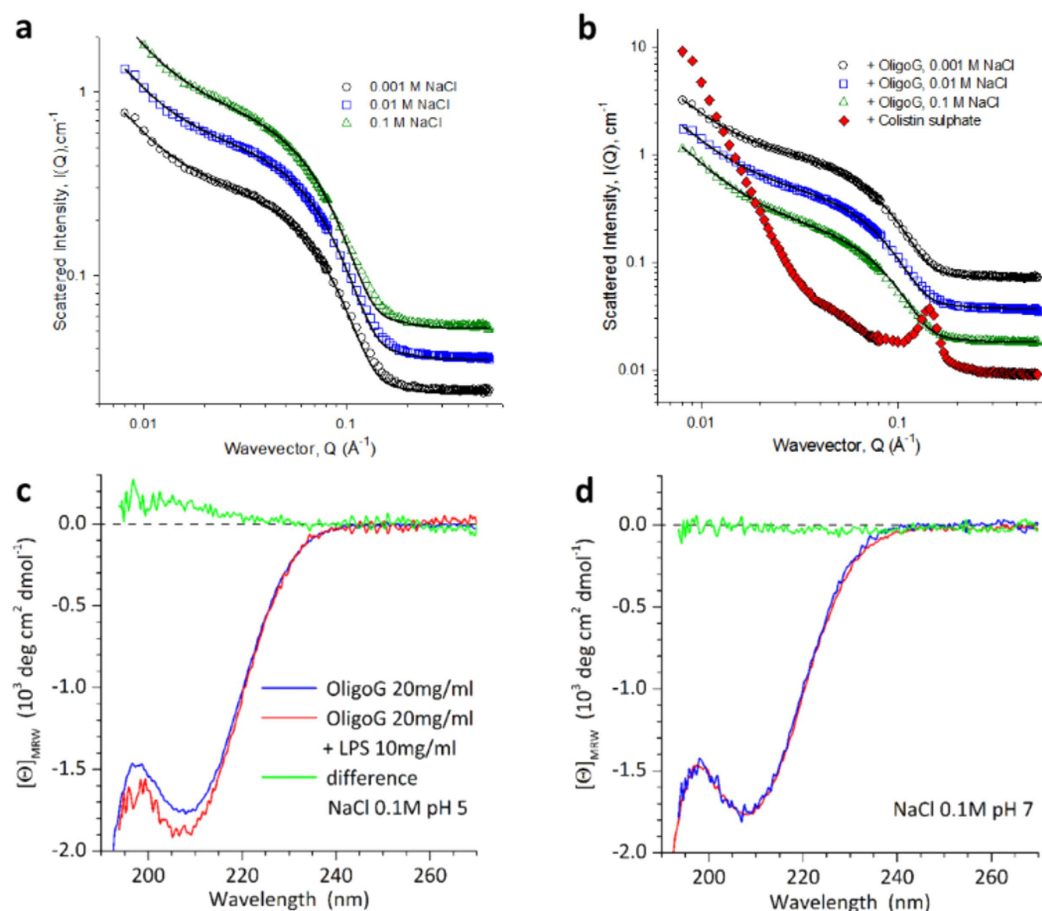 a
1
0.1
0.01
0.1
Scattered Intensity, I(Q),cm⁻¹
Wavevector, Q (Å⁻¹)
0.001 M NaCl
0.01 M NaCl
0.1 M NaCl
b
10
1
0.1
0.01
0.01
0.1
Scattered Intensity, I(Q), cm⁻¹
Wavevector, Q (Å⁻¹)
+ OligoG, 0.001 M NaCl
+ OligoG, 0.01 M NaCl
+ OligoG, 0.1 M NaCl
+ Colistin sulphate
c
0.0
-0.5
-1.0
-1.5
-2.0
200
220
240
260
[Θ]MRW (10³ deg cm² dmol⁻¹)
Wavelength (nm)
OligoG 20mg/ml
OligoG 20mg/ml
+ LPS 10mg/ml
difference
NaCl 0.1M pH 5
d
0.0
-0.5
-1.0
-1.5
-2.0
200
220
240
260
[Θ]MRW (10³ deg cm² dmol⁻¹)
Wavelength (nm)
NaCl 0.1M pH 7